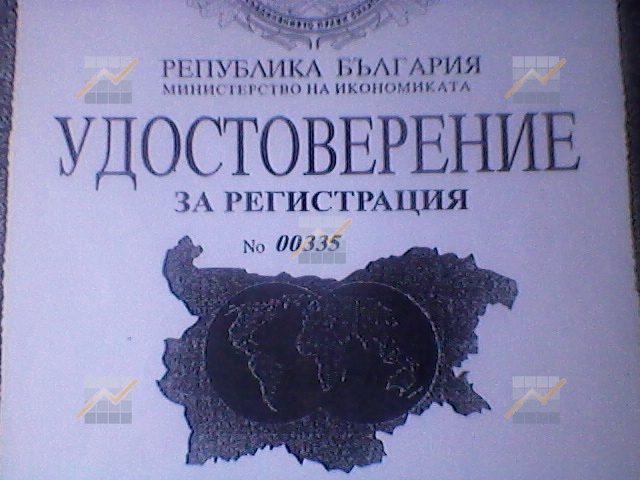 РЕПУБЛИКА БЪЛГАРИЯ
МИНИСТЕРСТВО НА ИКОНОМИКАТА
УДОСТОВЕРЕНИЕ
ЗА РЕГИСТРАЦИЯ
No 00335